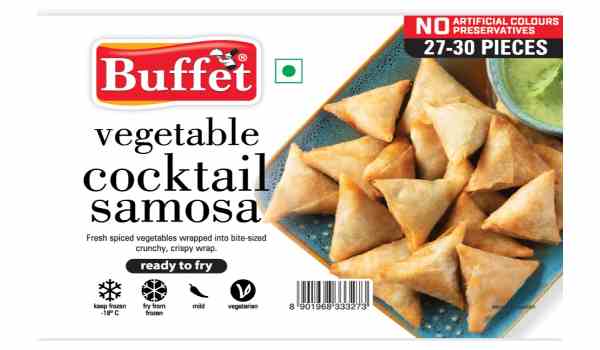 NO ARTIFICIAL COLOURS
PRESERVATIVES
27-30 PIECES
Buffet®
vegetable
cocktail
samosa
Fresh spiced vegetables wrapped into bite-sized
crunchy, crispy wrap.
ready to fry
keep frozen
-18° C
fry from
frozen
mild
vegetarian
8 901968 333273